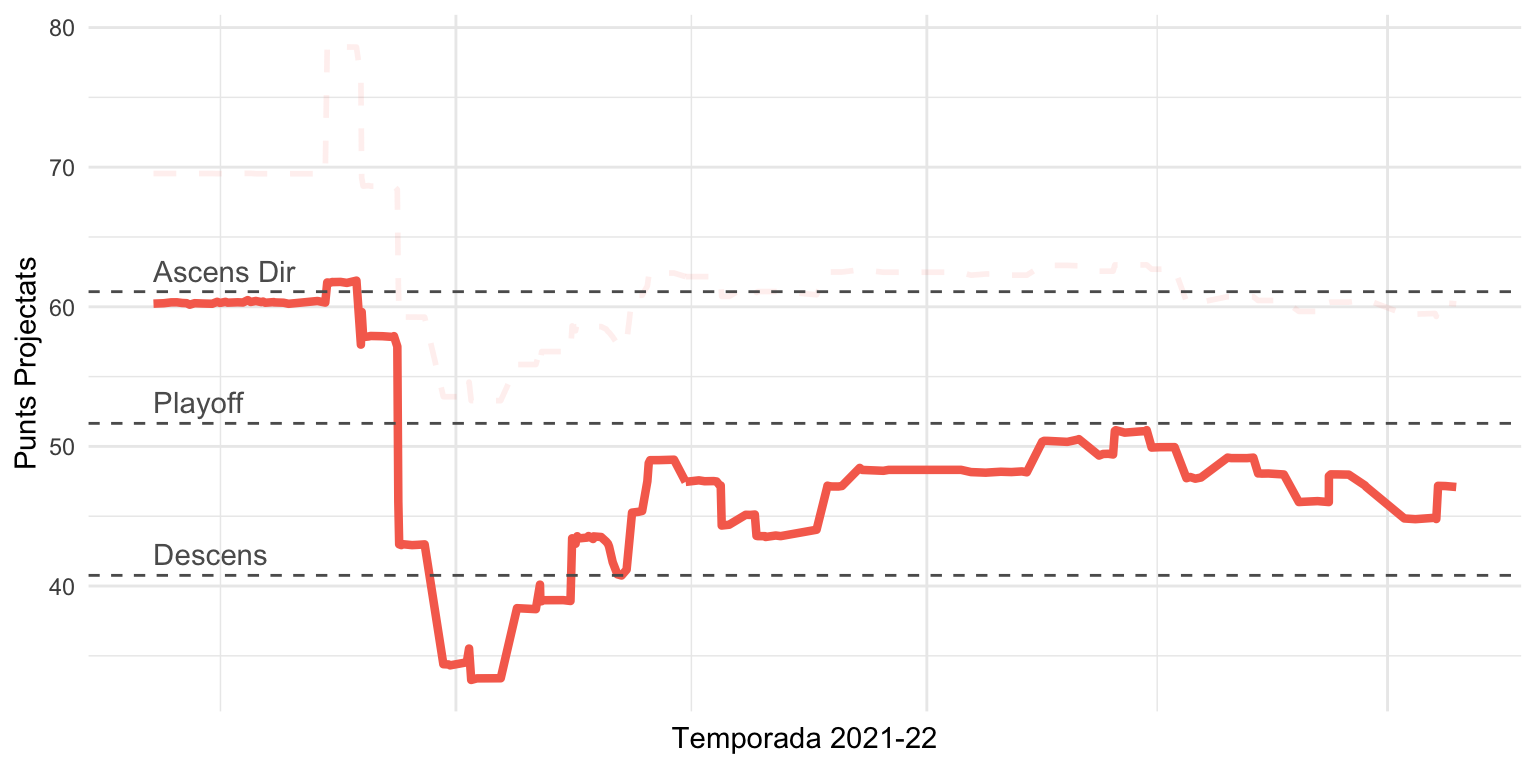 80
70
60
50
40
Punts Projectats
Ascens Dir
Playoff
Descens
Temporada 2021-22